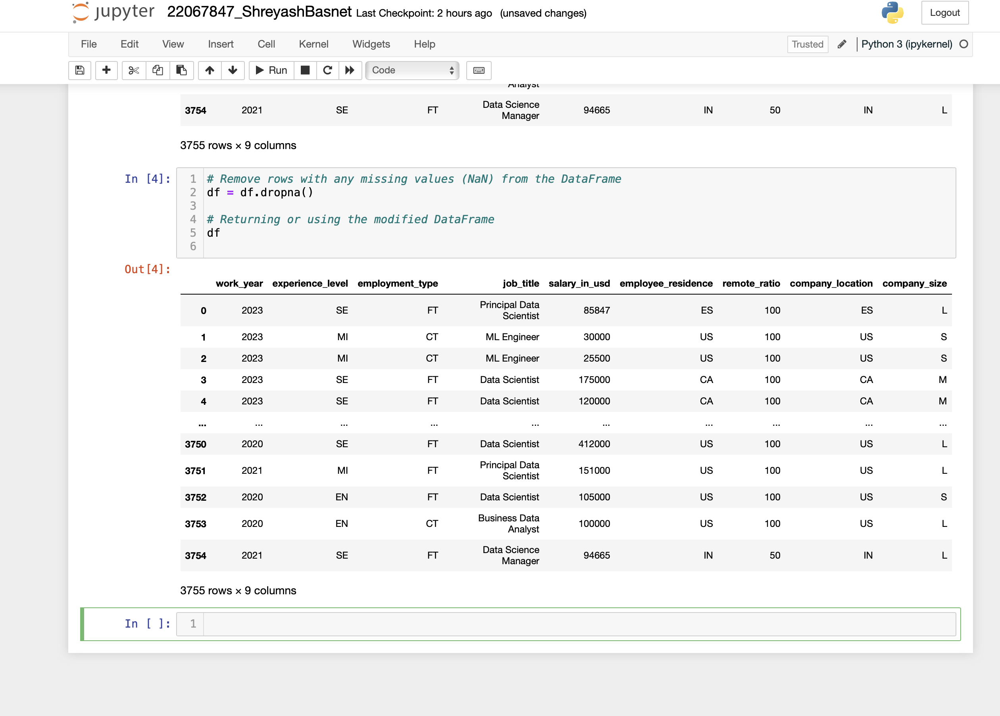 jupyter 22067847_ShreyashBasnet Last Checkpoint: 2 hours ago (unsaved changes) Logout
File Edit View Insert Cell Kernel Widgets Help Trusted Python 3 (ipykernel)
Run Code
Analyst
3754 2021 SE FT Data Science Manager 94665 IN 50 IN L
3755 rows × 9 columns
In [4]:
1 # Remove rows with any missing values (NaN) from the DataFrame
2 df = df.dropna()
3
4 # Returning or using the modified DataFrame
5 df
6
Out[4]:
work_year experience_level employment_type job_title salary_in_usd employee_residence remote_ratio company_location company_size
0 2023 SE FT Principal Data Scientist 85847 ES 100 ES L
1 2023 MI CT ML Engineer 30000 US 100 US S
2 2023 MI CT ML Engineer 25500 US 100 US S
3 2023 SE FT Data Scientist 175000 CA 100 CA M
4 2023 SE FT Data Scientist 120000 CA 100 CA M
... ... ... ... ... ... ... ... ... ...
3750 2020 SE FT Data Scientist 412000 US 100 US L
3751 2021 MI FT Principal Data Scientist 151000 US 100 US L
3752 2020 EN FT Data Scientist 105000 US 100 US S
3753 2020 EN CT Business Data Analyst 100000 US 100 US L
3754 2021 SE FT Data Science Manager 94665 IN 50 IN L
3755 rows × 9 columns
In [ ]: 1